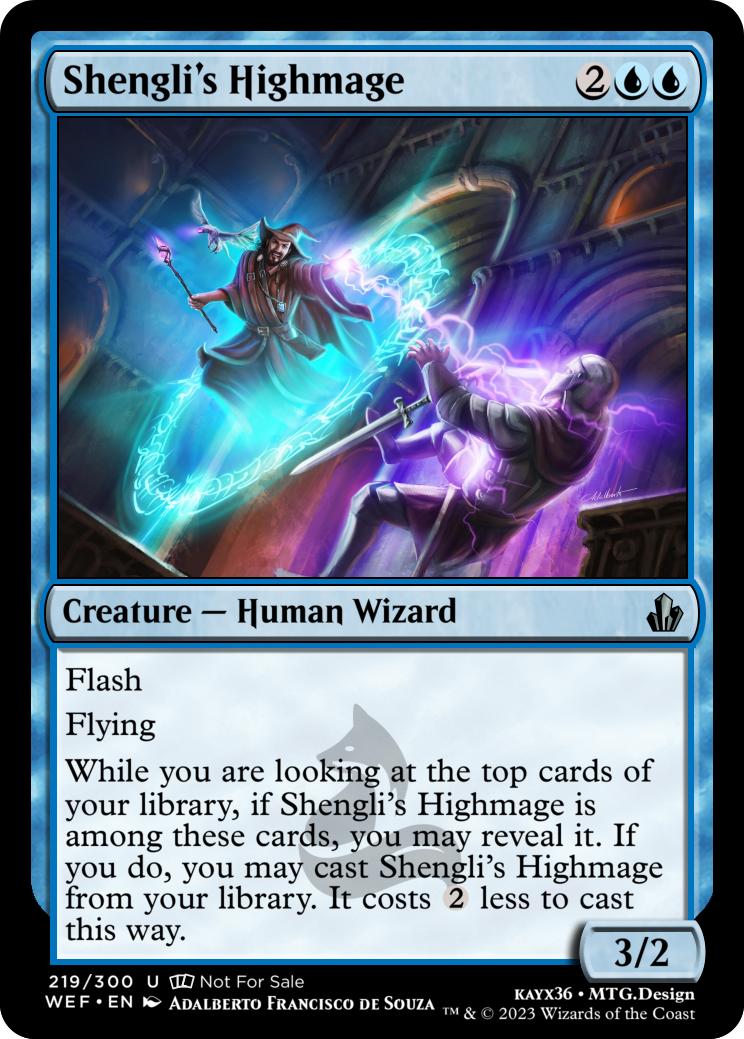 Shengli's Highmage 2
Creature — Human Wizard
Flash
Flying
While you are looking at the top cards of
your library, if Shengli's Highmage is
among these cards, you may reveal it. If
you do, you may cast Shengli's Highmage
from your library. It costs 2 less to cast
this way.
3/2
219/300 U Not For Sale
WEF • EN Adalberto Francisco de Souza
KAYX36 • MTG.Design
™ & © 2023 Wizards of the Coast